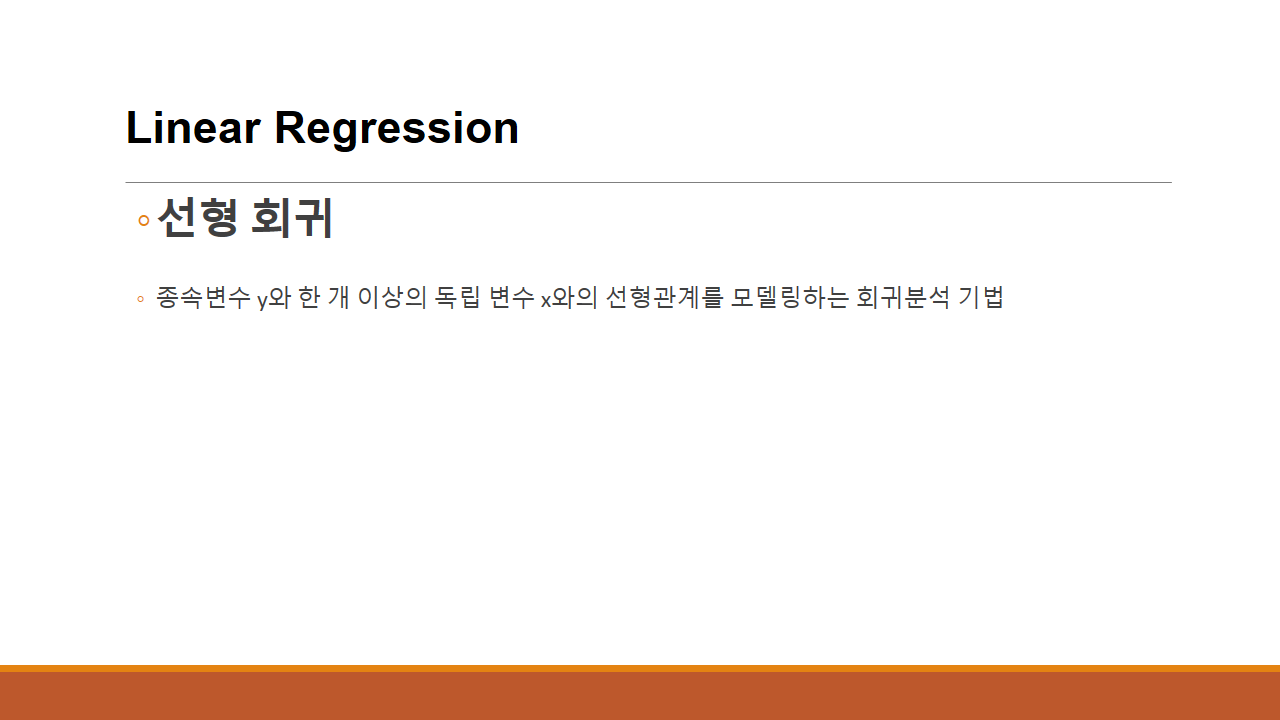 Linear Regression
◦선형 회귀
◦ 종속변수 y와 한 개 이상의 독립 변수 x와의 선형관계를 모델링하는 회귀분석 기법